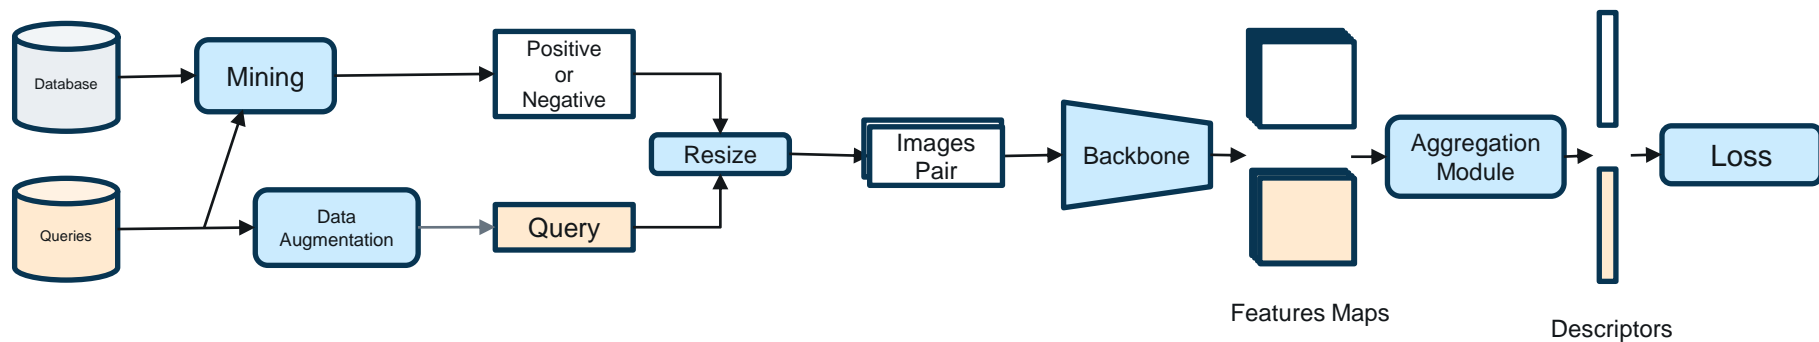 Database
Mining
Positive
or
Negative
Resize
Images
Pair
Backbone
Aggregation
Module
Loss
Queries
Data
Augmentation
Query
Features Maps
Descriptors